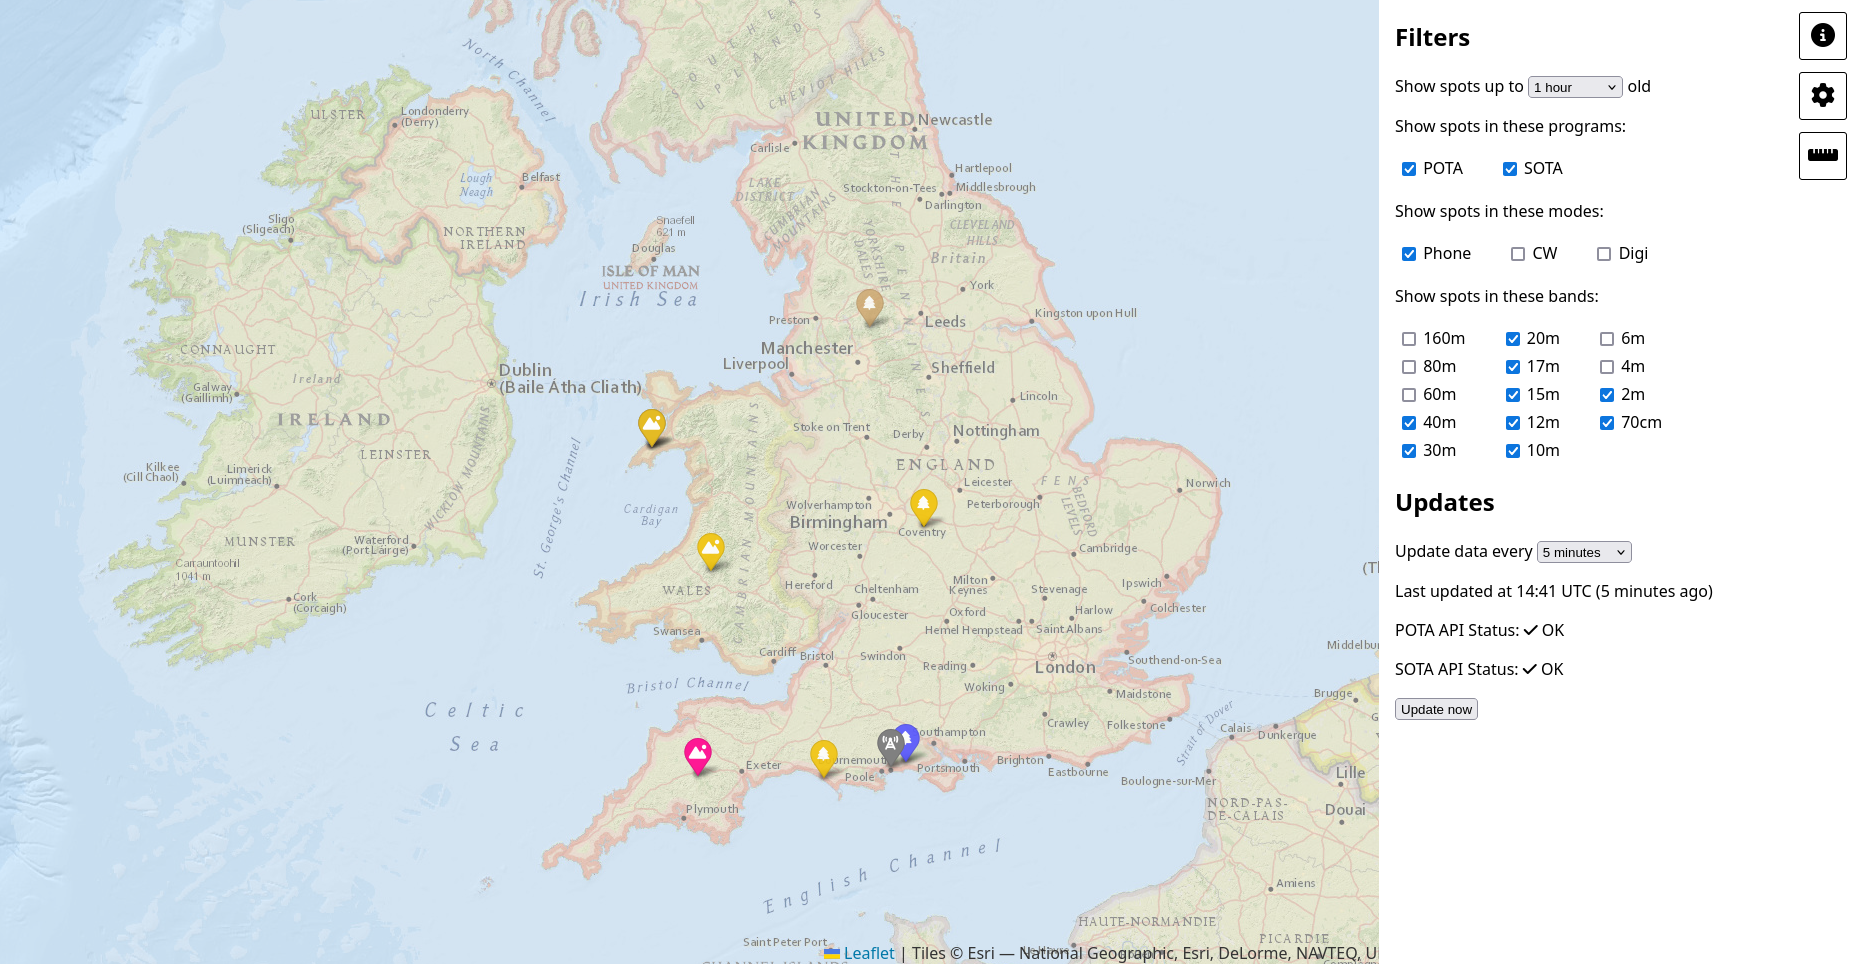 North Channel
SOUTHERN
UPLANDS
CHEVIOT HILLS
ULSTER
Londonderry
(Derry)
UNITED
KINGDOM
Newcastle
Carlisle
Hartlepool
Belfast
Lough
Neagh
LAKE
DISTRICT
Stockton-on-Tees
Middlesbrough
Darlington
CUMBRIAN
MOUNTAINS
Sligo
(Sligeach)
Snaefell
621 m
NORTHERN
IRELAND
Douglas
CLEVELAND
HILLS
YORKSHIRE
DALES
THE PENNINES
Britain
ISLE OF MAN
UNITED KINGDOM
Irish Sea
York
Preston
Leeds
Kingston upon Hull
CONNAUGHT
Manchester
Liverpool
Sheffield
Dublin
(Baile Átha Cliath)
Ireland
Galway
(Gaillimh)
Lincoln
IRELAND
Stoke on Trent
Derby
Nottingham
LEINSTER
WICKLOW MOUNTAINS
St. George's Channel
CAMBRIAN MOUNTAINS
Kilkee
(Cill Chaoi)
Limerick
(Luimneach)
ENGLAND
Leicester
FENS
BEDFORD
LEVELS
Norwich
Wolverhampton
Peterborough
Cardigan
Bay
Birmingham
Coventry
MUNSTER
Waterford
(Port Lairge)
Worcester
Cambridge
Carrauntoohil
1041 m
Hereford
Cheltenham
Milton
Keynes
Stevenage
Ipswich
WALES
Cork
(Corcaigh)
Gloucester
Oxford
Harlow
Colchester
Swansea
Hemel Hempstead
Saint Albans
Cardiff
Bristol
Swindon
Reading
London
Southend-on-Sea
Middelbur
Bristol Channel
Woking
Maidstone
Brugge
Celtic
Sea
Crawley
Folkestone
Strait of Dover
Calais
Dunkerque
outhampton
Exeter
urnemout
Poole
Portsmouth
Brighton
Eastbourne
Boulogne-sur-Mer
Lille
Plymouth
NORD-PAS-
DE-CALAIS
Douai
English Channel
Amiens
HAUTE-NORMANDIE
PICARDIE
Saint Peter Port
CHANNEL ISLANDS
Le Havre
Leaflet | Tiles © Esri — National Geographic, Esri, DeLorme, NAVTEQ, U
Filters
Show spots up to 1 hour old
Show spots in these programs:
POTA SOTA
Show spots in these modes:
Phone CW Digi
Show spots in these bands:
160m 20m 6m
80m 17m 4m
60m 15m 2m
40m 12m 70cm
30m 10m
Updates
Update data every 5 minutes
Last updated at 14:41 UTC (5 minutes ago)
POTA API Status: ✓ OK
SOTA API Status: ✓ OK
Update now